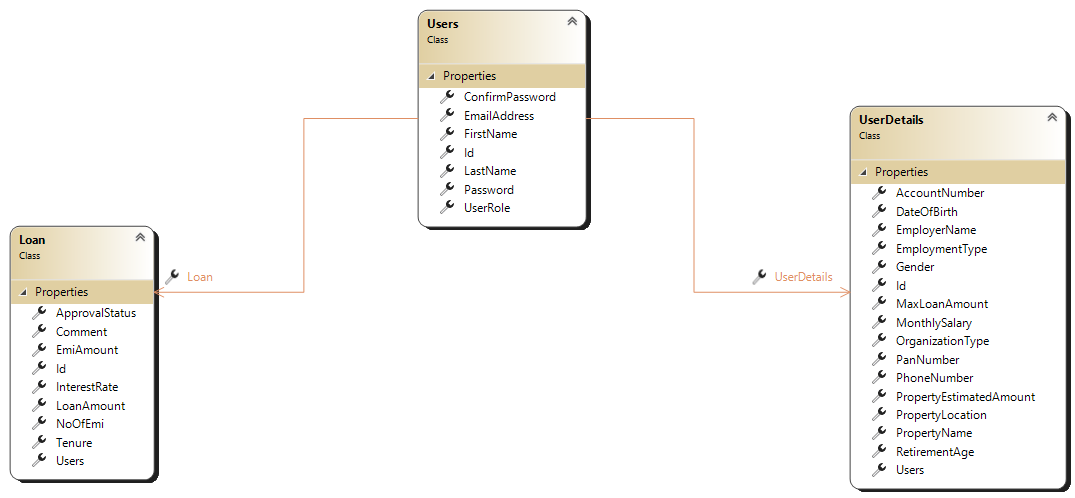 Users
Class
Properties
ConfirmPassword
EmailAddress
FirstName
Id
LastName
Password
UserRole
Loan
Class
Properties
ApprovalStatus
Comment
EmiAmount
Id
InterestRate
LoanAmount
NoOfEmi
Tenure
Users
Loan
UserDetails
UserDetails
Class
Properties
AccountNumber
DateOfBirth
EmployerName
EmploymentType
Gender
Id
MaxLoanAmount
MonthlySalary
OrganizationType
PanNumber
PhoneNumber
PropertyEstimatedAmount
PropertyLocation
PropertyName
RetirementAge
Users